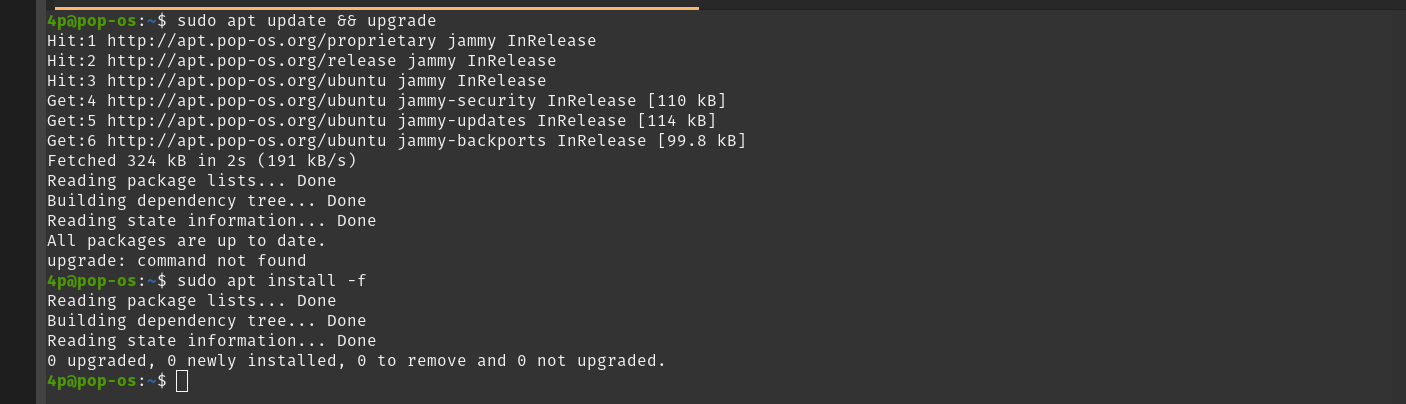 4p@pop-os:~$ sudo apt update && upgrade
Hit:1 http://apt.pop-os.org/proprietary jammy InRelease
Hit:2 http://apt.pop-os.org/release jammy InRelease
Hit:3 http://apt.pop-os.org/ubuntu jammy InRelease
Get:4 http://apt.pop-os.org/ubuntu jammy-security InRelease [110 kB]
Get:5 http://apt.pop-os.org/ubuntu jammy-updates InRelease [114 kB]
Get:6 http://apt.pop-os.org/ubuntu jammy-backports InRelease [99.8 kB]
Fetched 324 kB in 2s (191 kB/s)
Reading package lists... Done
Building dependency tree... Done
Reading state information... Done
All packages are up to date.
upgrade: command not found
4p@pop-os:~$ sudo apt install -f
Reading package lists... Done
Building dependency tree... Done
Reading state information... Done
0 upgraded, 0 newly installed, 0 to remove and 0 not upgraded.
4p@pop-os:~$